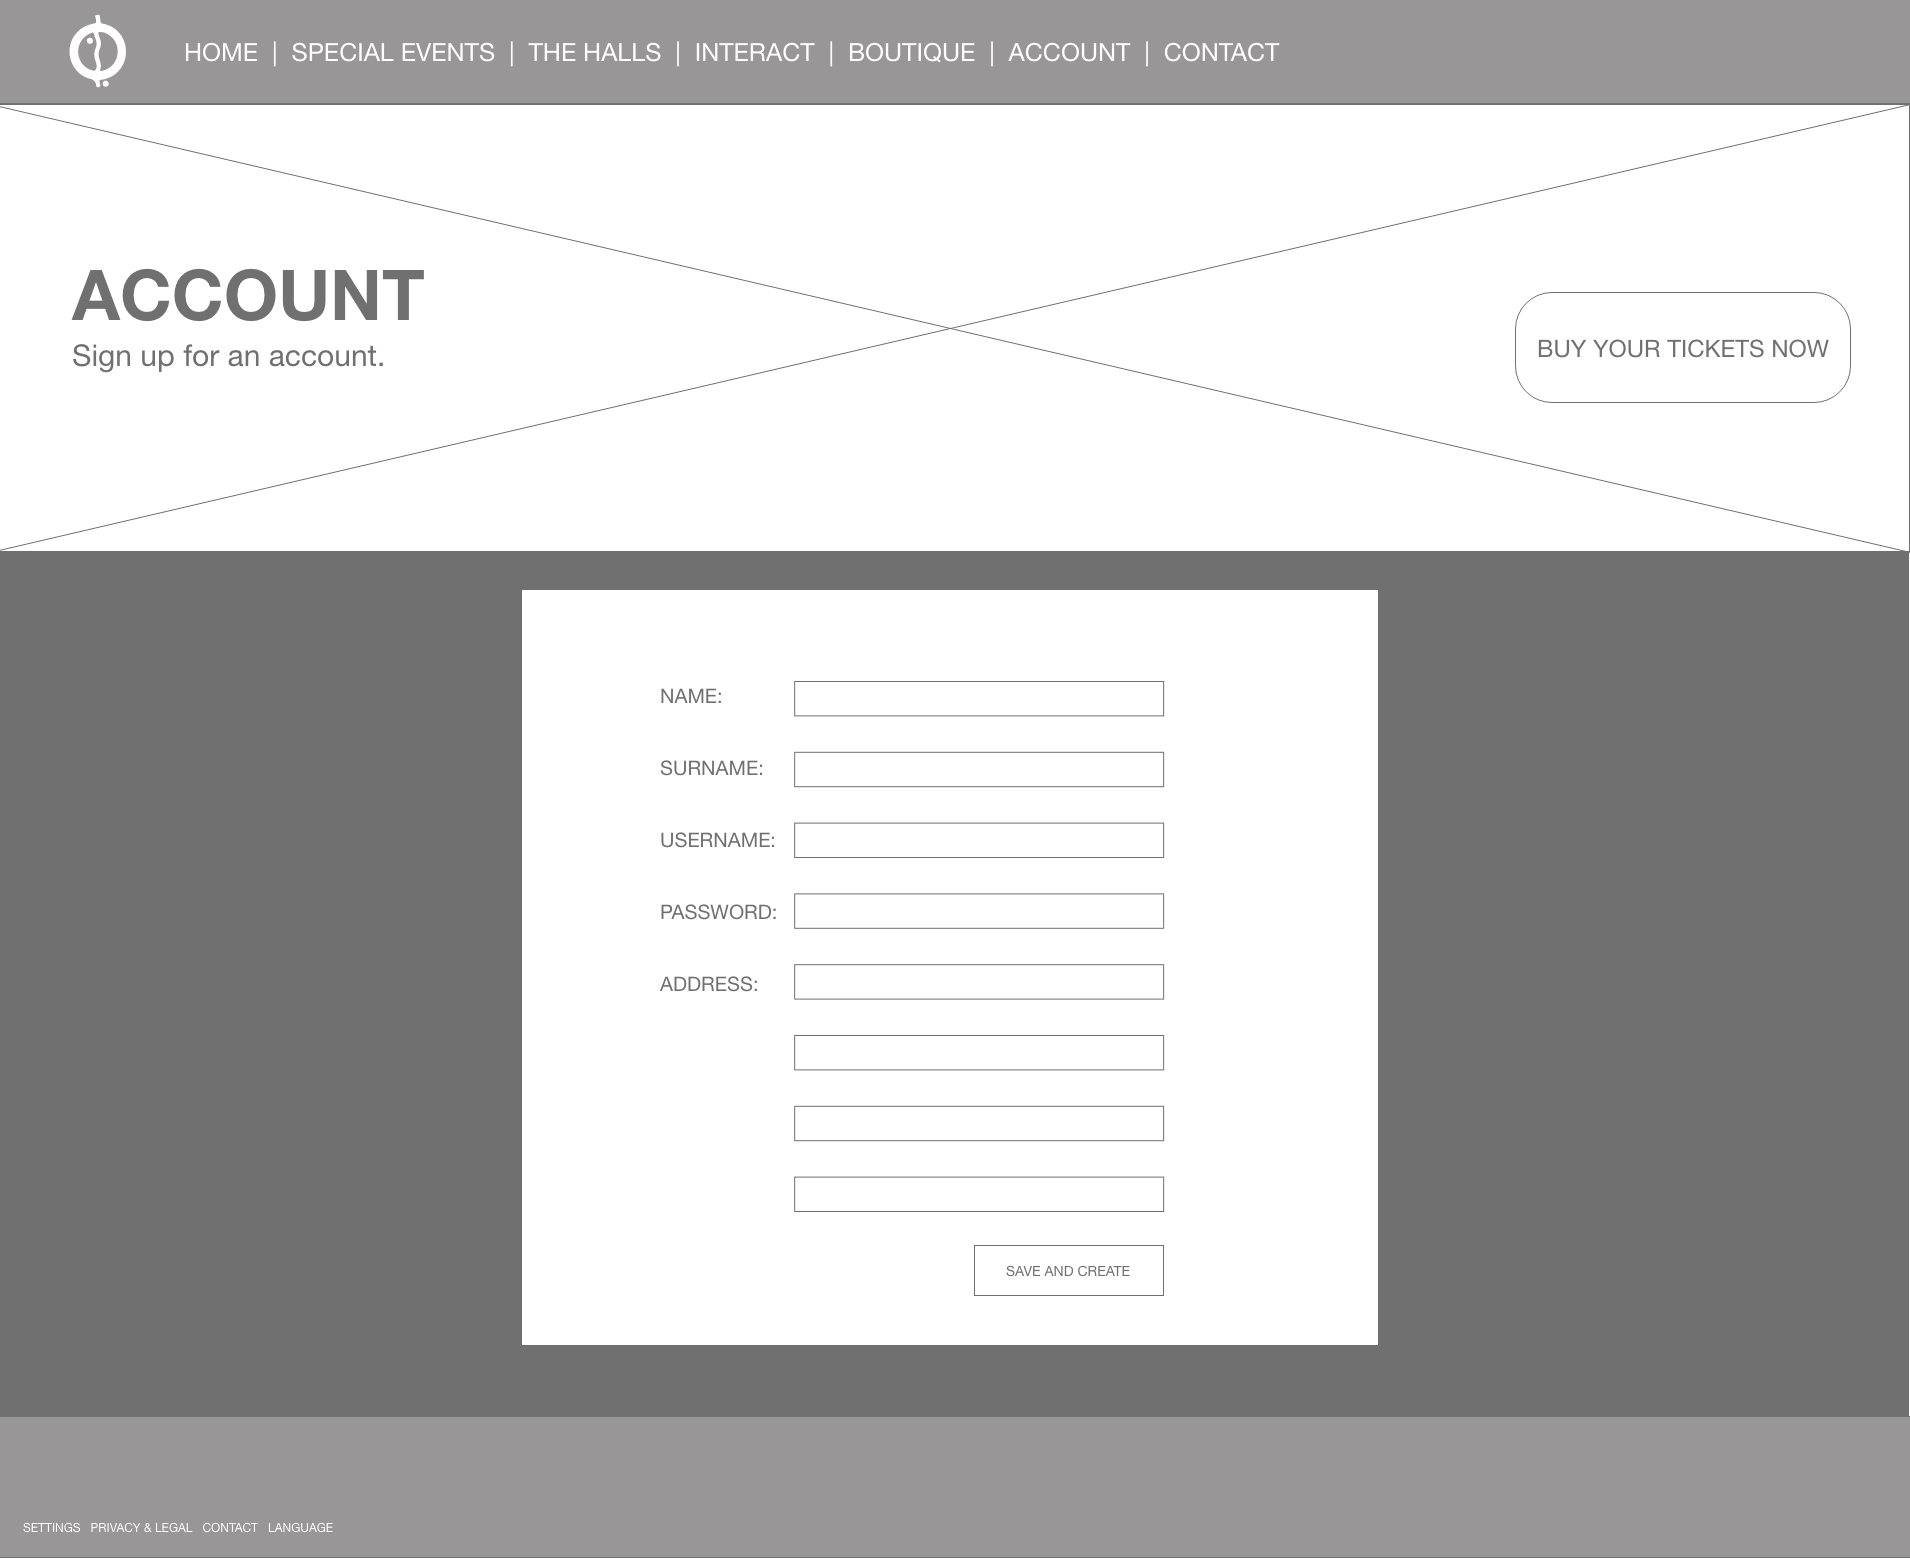 HOME | SPECIAL EVENTS | THE HALLS | INTERACT | BOUTIQUE | ACCOUNT | CONTACT
ACCOUNT
Sign up for an account.
BUY YOUR TICKETS NOW
NAME:
SURNAME:
USERNAME:
PASSWORD:
ADDRESS:
SAVE AND CREATE
SETTINGS PRIVACY & LEGAL CONTACT LANGUAGE